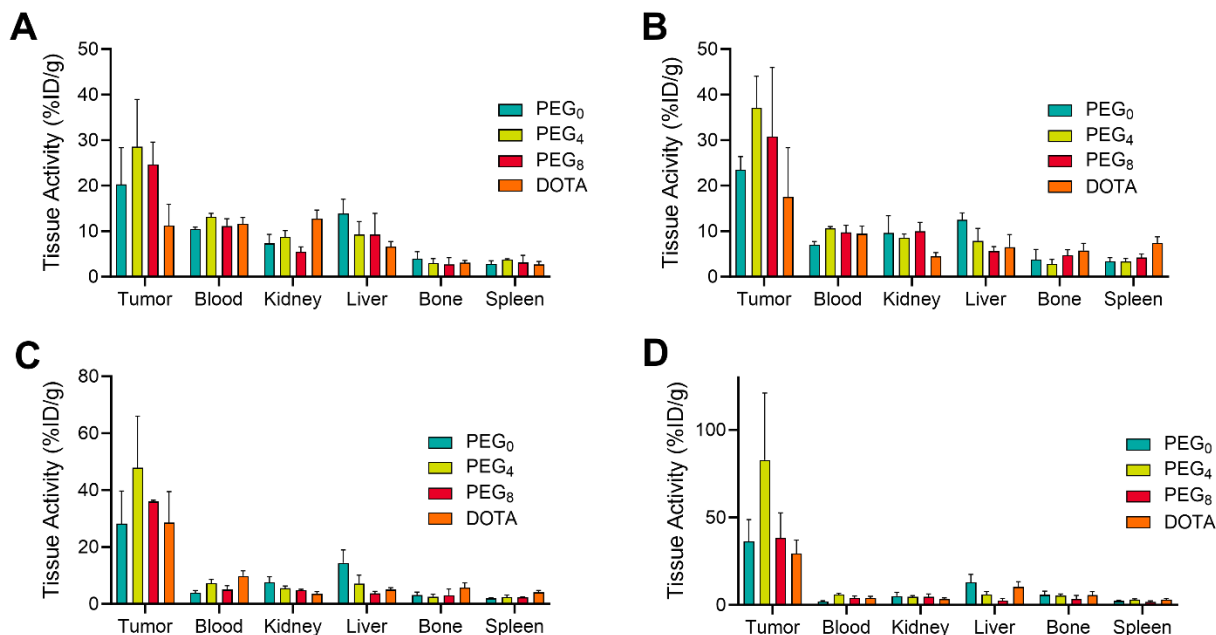 A
Tissue Activity (%ID/g)
50
40
30
20
10
0
PEG₀
PEG₄
PEG₈
DOTA
Tumor Blood Kidney Liver Bone Spleen
B
Tissue Acivity (%ID/g)
50
40
30
20
10
0
PEG₀
PEG₄
PEG₈
DOTA
Tumor Blood Kidney Liver Bone Spleen
C
Tissue Activity (%ID/g)
80
60
40
20
0
PEG₀
PEG₄
PEG₈
DOTA
Tumor Blood Kidney Liver Bone Spleen
D
Tissue Activity (%ID/g)
100
50
0
PEG₀
PEG₄
PEG₈
DOTA
Tumor Blood Kidney Liver Bone Spleen